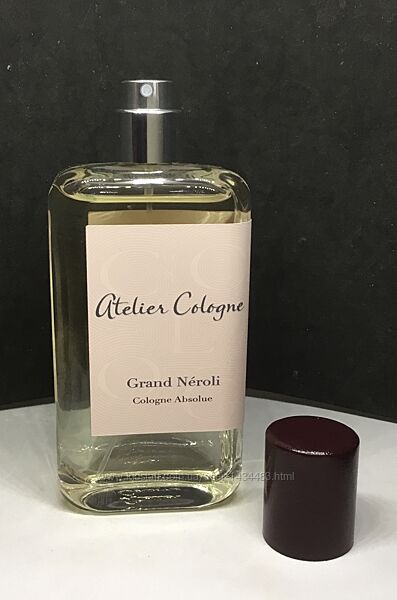 Atelier Cologne
Grand Néroli
Cologne Absolue